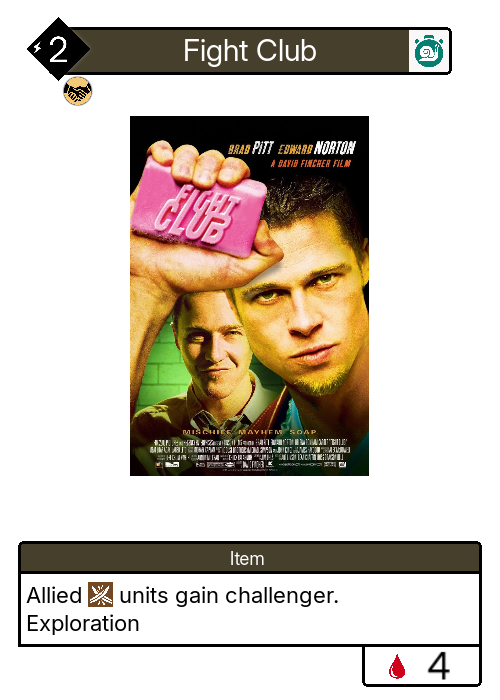 2
Fight Club
BRAD PITT EDWARD NORTON
A DAVID FINCHER FILM
FIGHT
CLUB
MISCHIEF. MAYHEM. SOAP.
Item
Allied units gain challenger.
Exploration
4